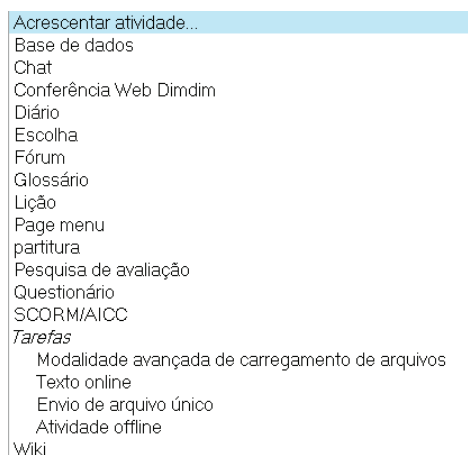 Acrescentar atividade...
Base de dados
Chat
Conferência Web Dimdim
Diário
Escolha
Fórum
Glossário
Lição
Page menu
partitura
Pesquisa de avaliação
Questionário
SCORM/AICC
Tarefas
Modalidade avançada de carregamento de arquivos
Texto online
Envio de arquivo único
Atividade offline
Wiki